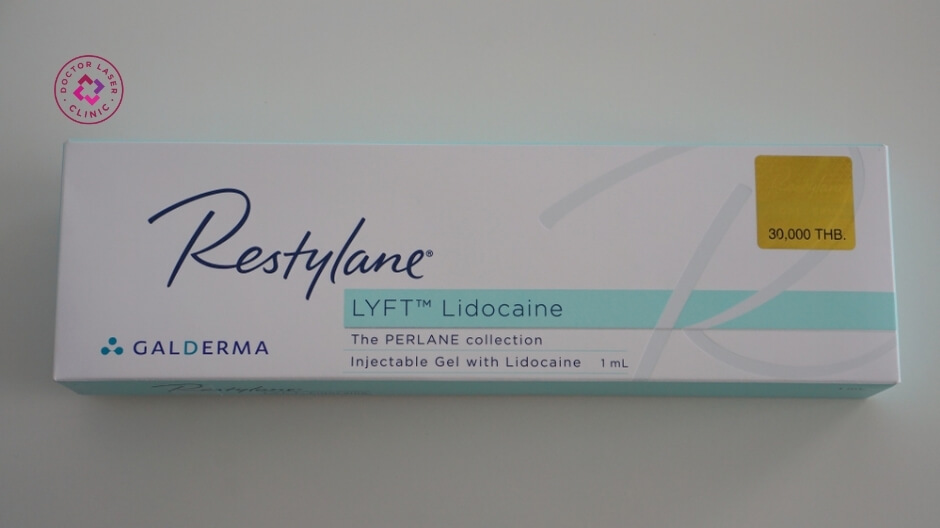 DOCTOR LASER
CLINIC
Restylane®
30,000 THB.
LYFT™ Lidocaine
The PERLANE collection
GALDERMA
Injectable Gel with Lidocaine 1 mL
Restylane